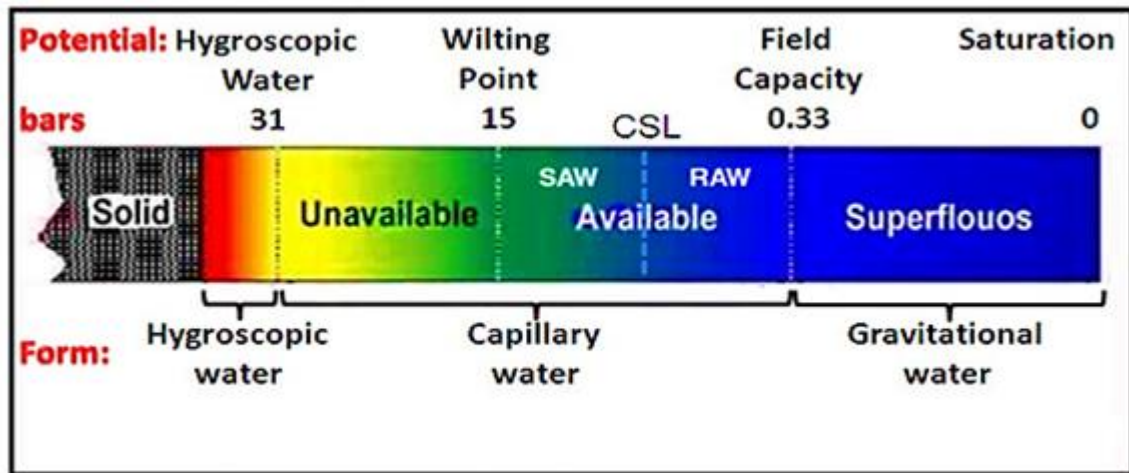 Potential: Hygroscopic Water
Wilting Point
Field Capacity
Saturation
bars 31 15 CSL 0.33 0
Solid
Unavailable
SAW RAW
Available
Superflouos
Form:
Hygroscopic water
Capillary water
Gravitational water